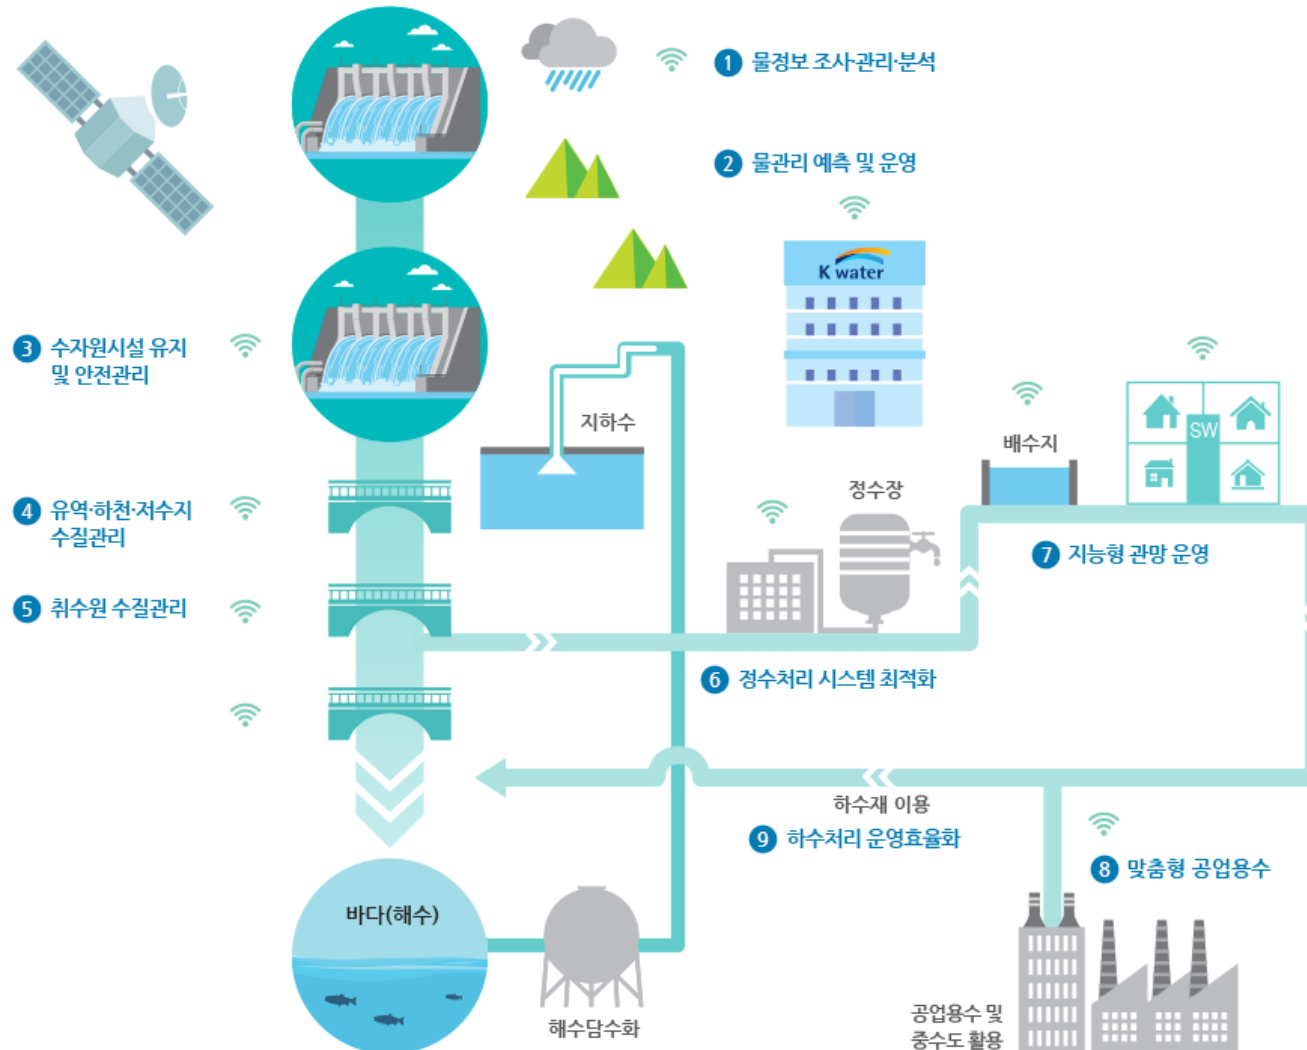 1 물정보 조사·관리·분석
2 물관리 예측 및 운영
K water
3 수자원시설 유지
및 안전관리
지하수
배수지
SW
4 유역·하천·저수지
수질관리
정수장
7 지능형 관망 운영
5 취수원 수질관리
6 정수처리 시스템 최적화
하수재 이용
9 하수처리 운영효율화
8 맞춤형 공업용수
바다(해수)
해수담수화
공업용수 및
중수도 활용